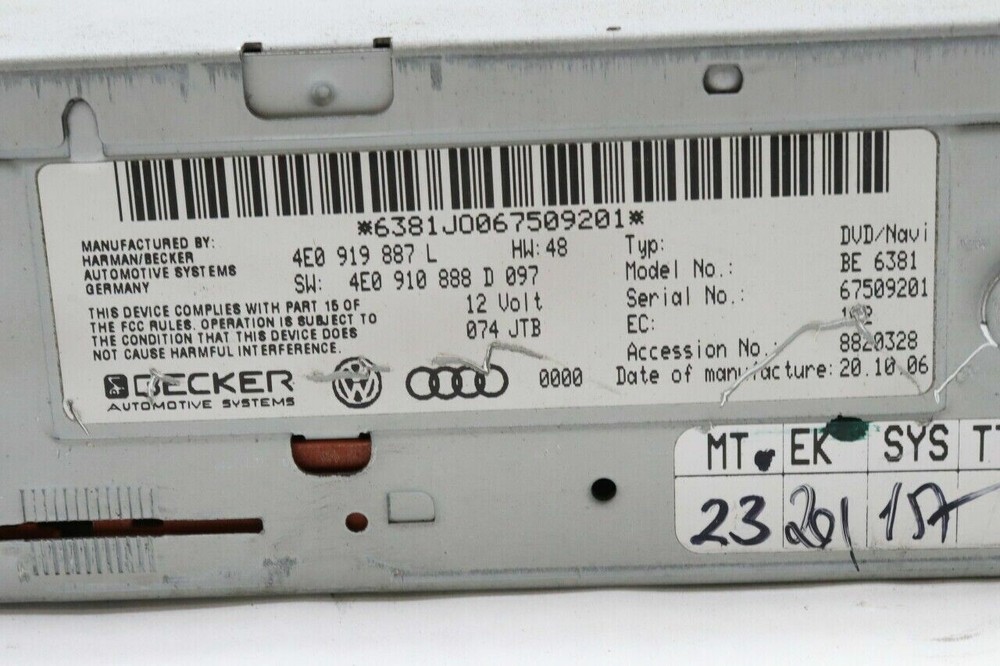 *6381JO067509201*
MANUFACTURED BY:
HARMAN/BECKER
AUTOMOTIVE SYSTEMS
GERMANY
4E0 919 887 L HW: 48
SW: 4E0 910 888 D 097
12 Volt
074 JTB
THIS DEVICE COMPLIES WITH PART 15 OF
THE FCC RULES. OPERATION IS SUBJECT TO
THE CONDITION THAT THIS DEVICE DOES
NOT CAUSE HARMFUL INTERFERENCE.
BECKER
AUTOMOTIVE SYSTEMS
0000
Typ: DVD/Navi
Model No.: BE 6381
Serial No.: 67509201
EC:
Accession No.: 8820328
Date of manufacture: 20.10.06
MT. EK SYS
23 201 157